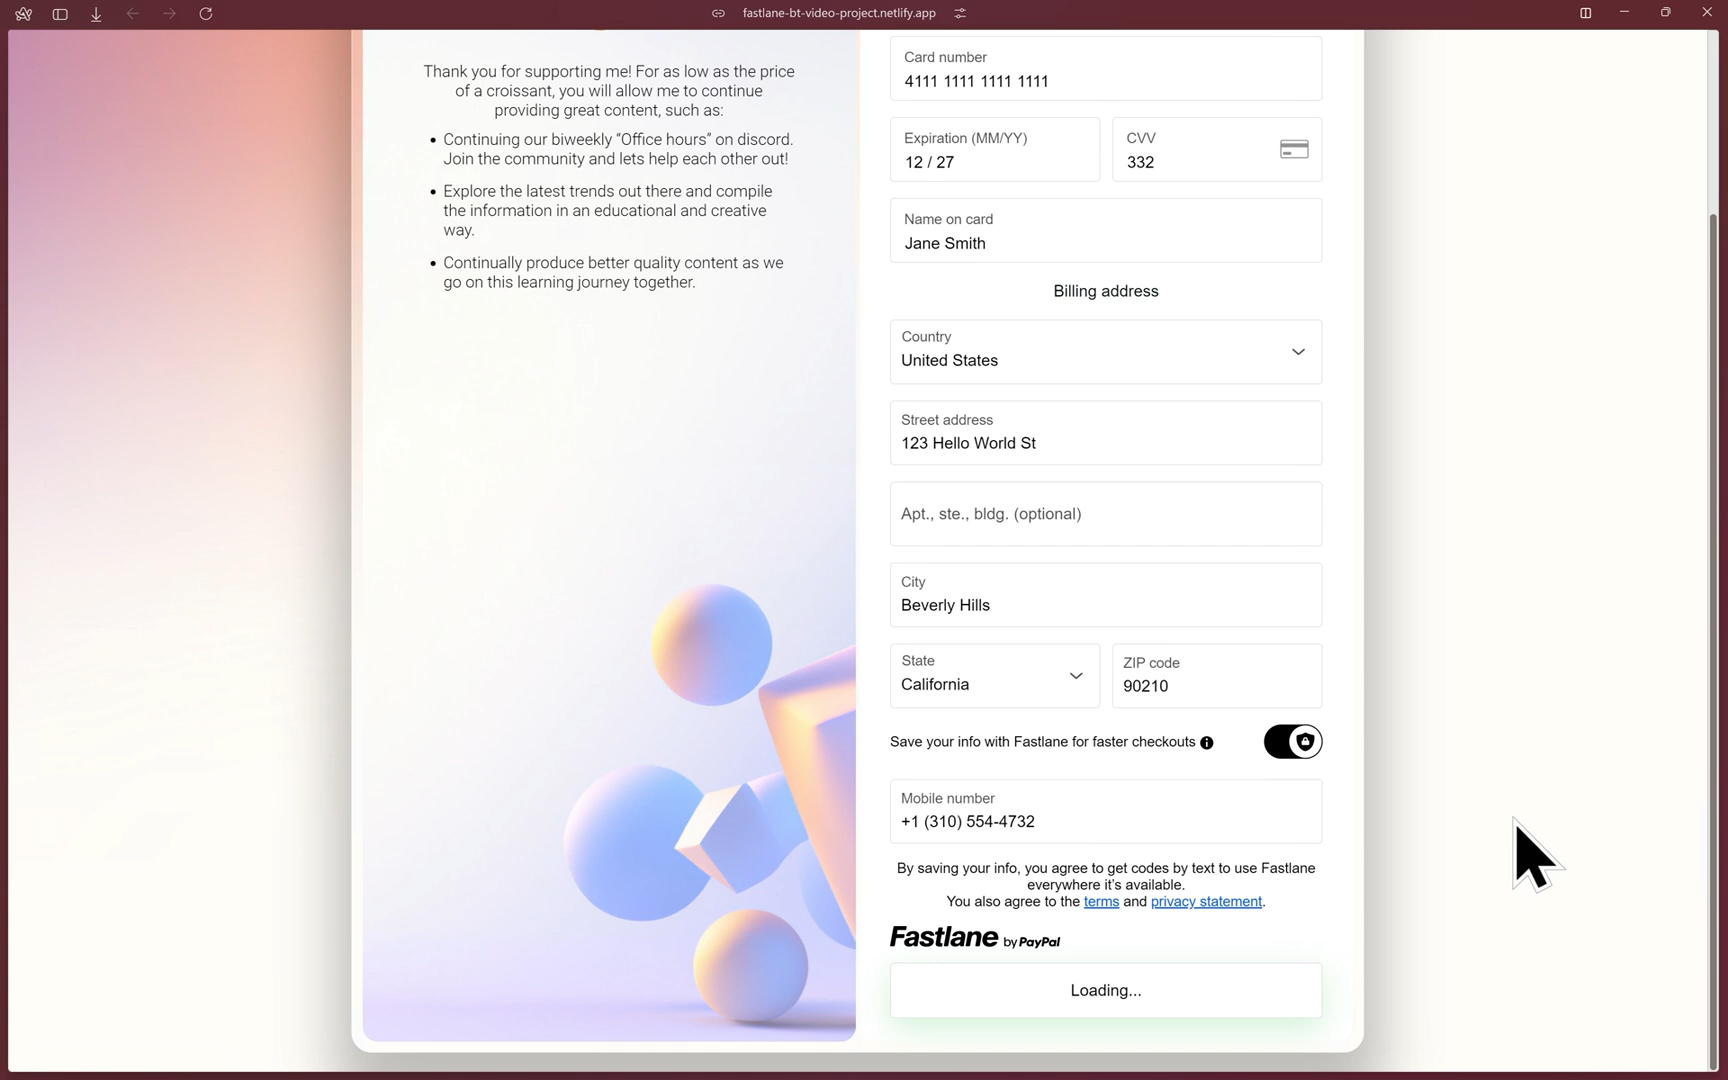 fastlane-bt-video-project.netlify.app
Thank you for supporting me! For as low as the price
of a croissant, you will allow me to continue
providing great content, such as:
• Continuing our biweekly “Office hours” on discord.
Join the community and lets help each other out!
• Explore the latest trends out there and compile
the information in an educational and creative
way.
• Continually produce better quality content as we
go on this learning journey together.
Card number
4111 1111 1111 1111
Expiration (MM/YY)
12 / 27
CVV
332
Name on card
Jane Smith
Billing address
Country
United States
Street address
123 Hello World St
Apt., ste., bldg. (optional)
City
Beverly Hills
State
California
ZIP code
90210
Save your info with Fastlane for faster checkouts
Mobile number
+1 (310) 554-4732
By saving your info, you agree to get codes by text to use Fastlane
everywhere it’s available.
You also agree to the terms and privacy statement.
Fastlane by PayPal
Loading...